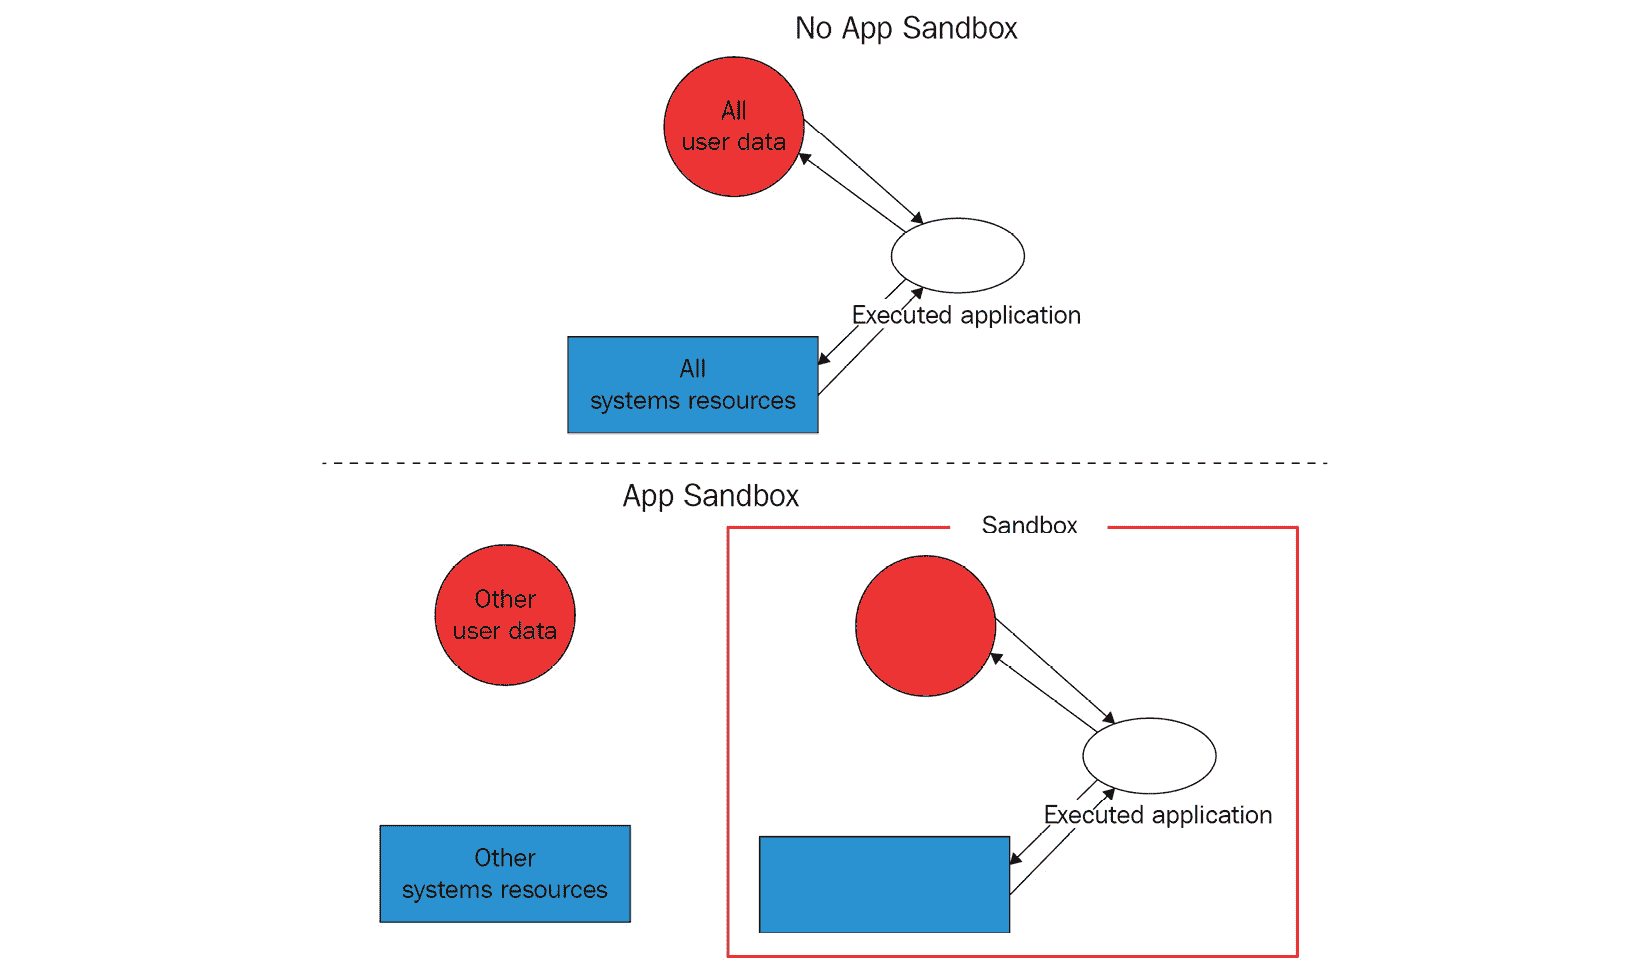 No App Sandbox
All
user data
Executed application
All
systems resources
App Sandbox
Sandbox
Other
user data
Executed application
Other
systems resources